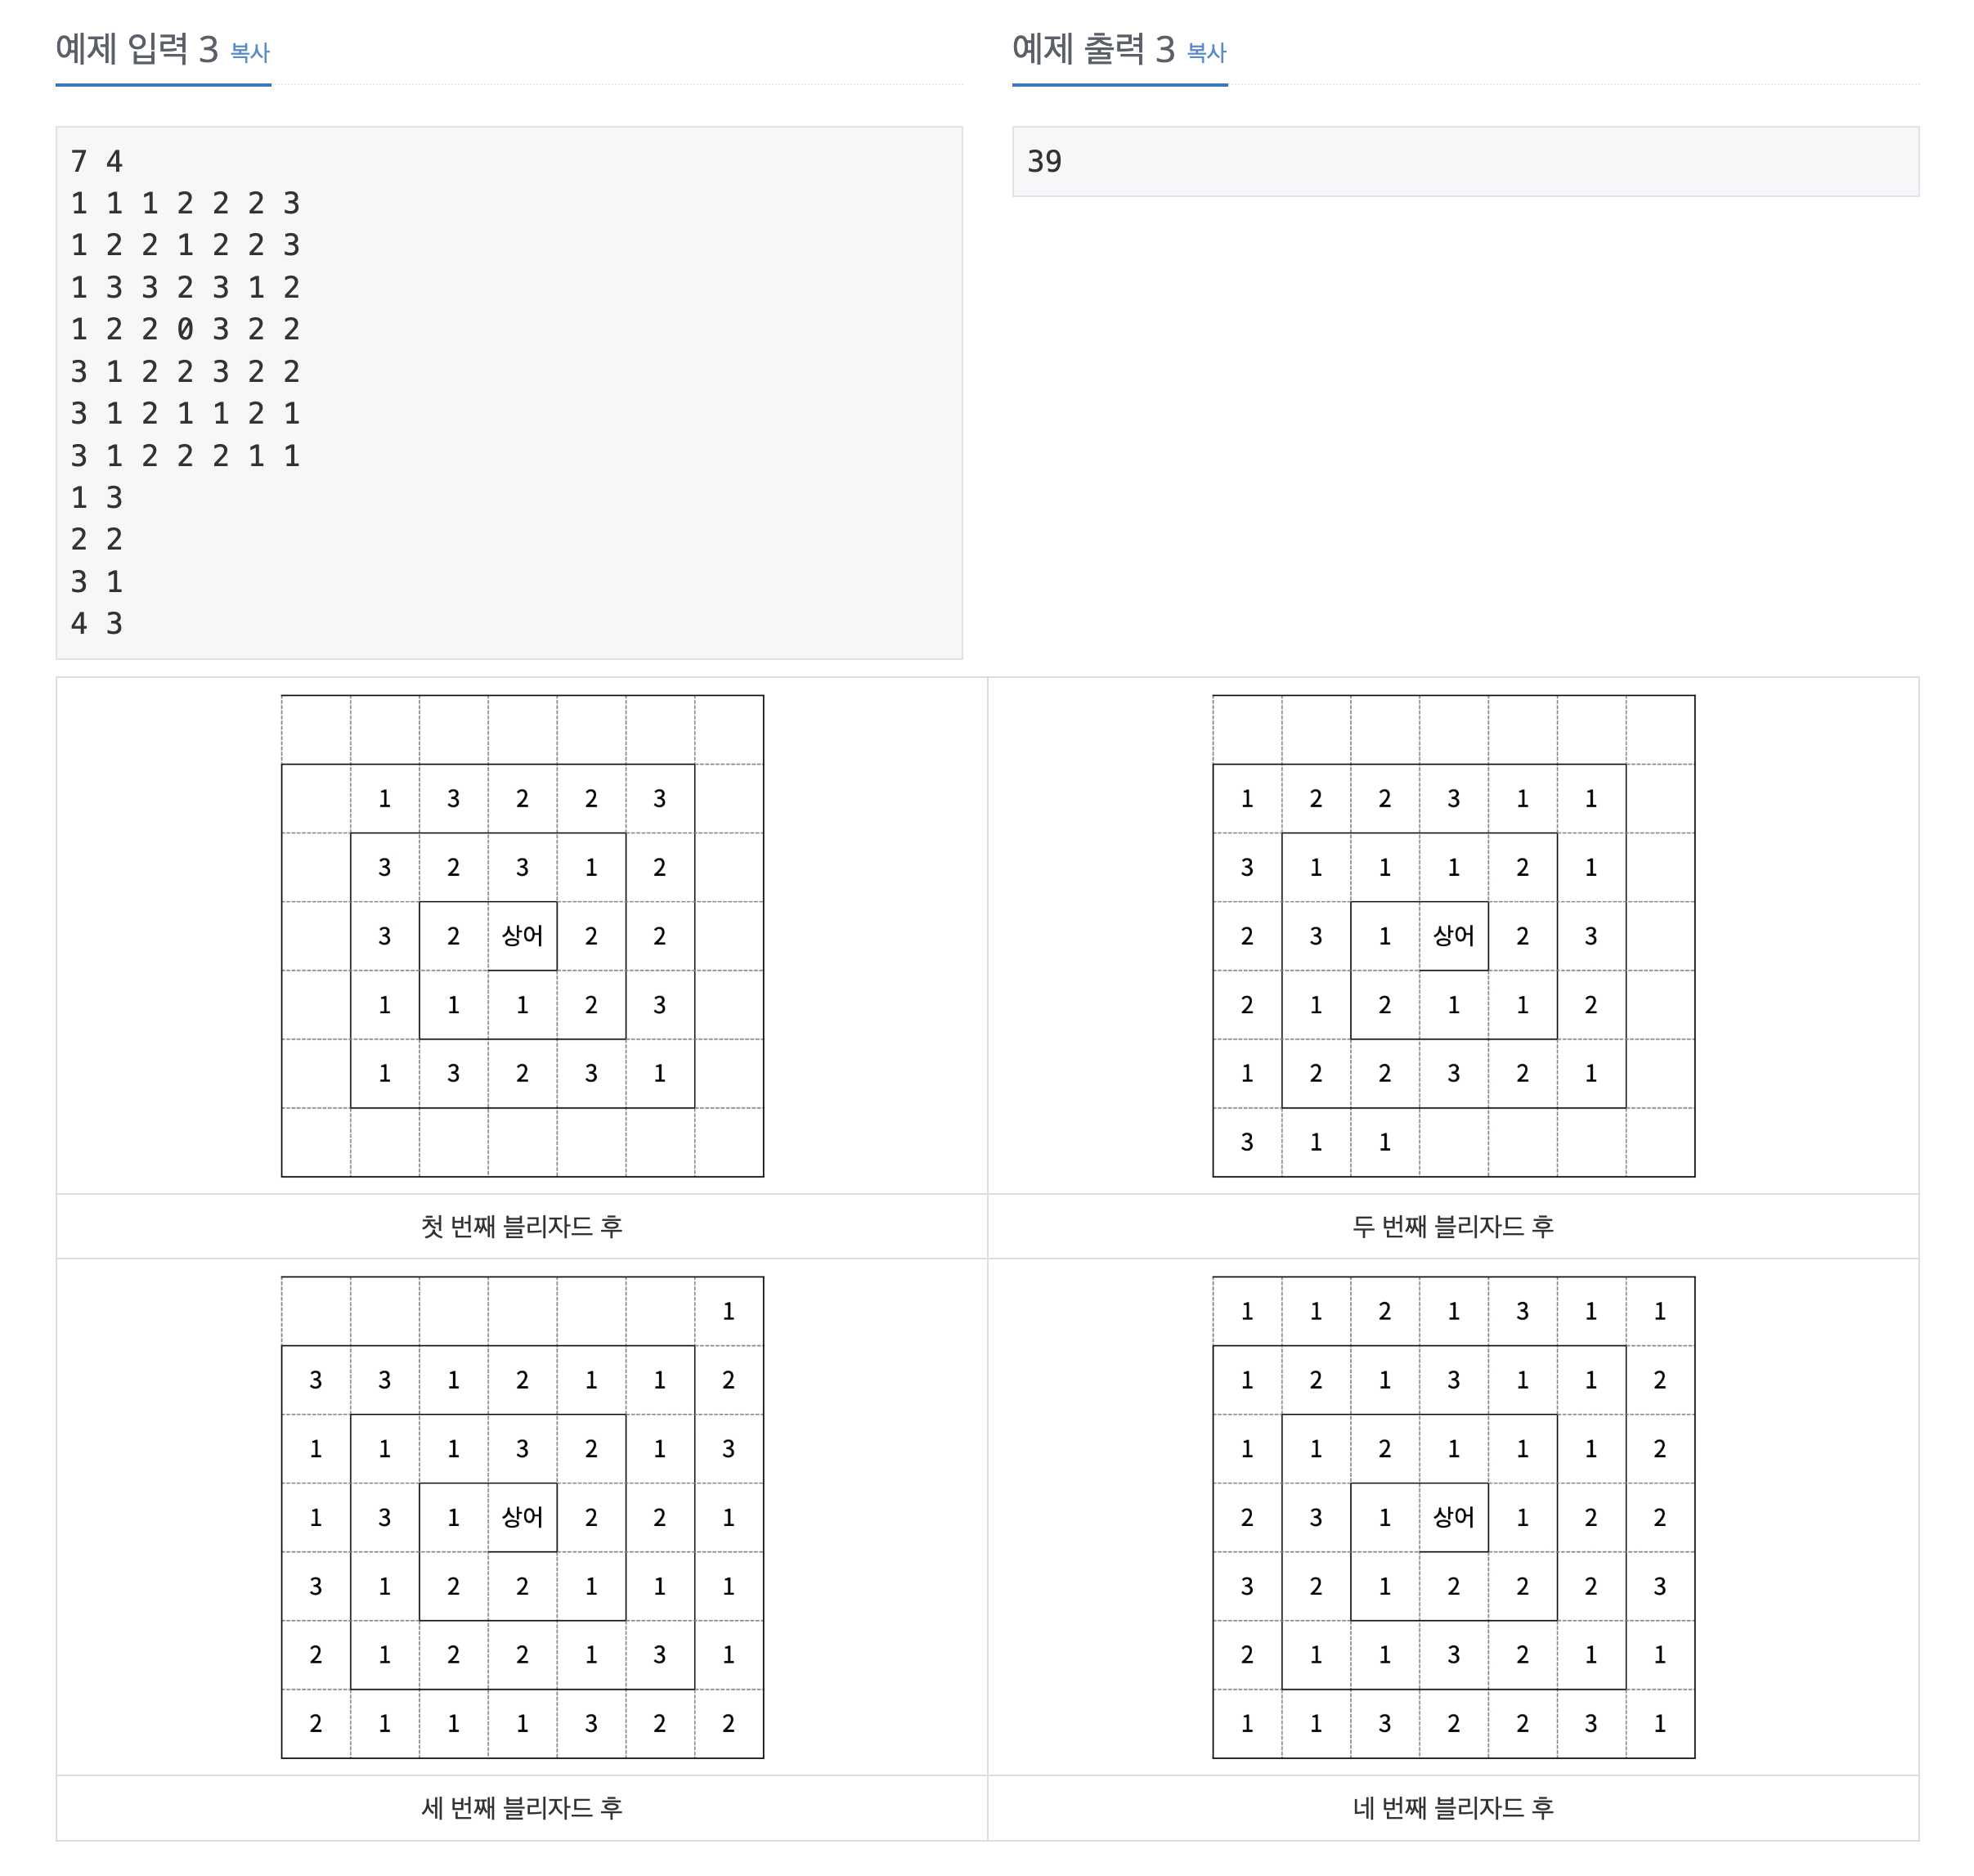 예제 입력 3 복사
예제 출력 3 복사
7 4
1 1 1 2 2 2 3
1 2 2 1 2 2 3
1 3 3 2 3 1 2
1 2 2 0 3 2 2
3 1 2 2 3 2 2
3 1 2 1 1 2 1
3 1 2 2 2 1 1
1 3
2 2
3 1
4 3
39
1 3 2 2 3
3 2 3 1 2
3 2 상어 2 2
1 1 1 2 3
1 3 2 3 1
첫 번째 블리자드 후
1 2 2 3 1 1
3 1 1 1 2 1
2 3 1 상어 2 3
2 1 2 1 1 2
1 2 2 3 2 1
3 1 1
두 번째 블리자드 후
1
3 3 1 2 1 1 2
1 1 1 3 2 1 3
1 3 1 상어 2 2 1
3 1 2 2 1 1 1
2 1 2 2 1 3 1
2 1 1 1 3 2 2
세 번째 블리자드 후
1 1 2 1 3 1 1
1 2 1 3 1 1 2
1 1 2 1 1 1 2
2 3 1 상어 1 2 2
3 2 1 2 2 2 3
2 1 1 3 2 1 1
1 1 3 2 2 3 1
네 번째 블리자드 후